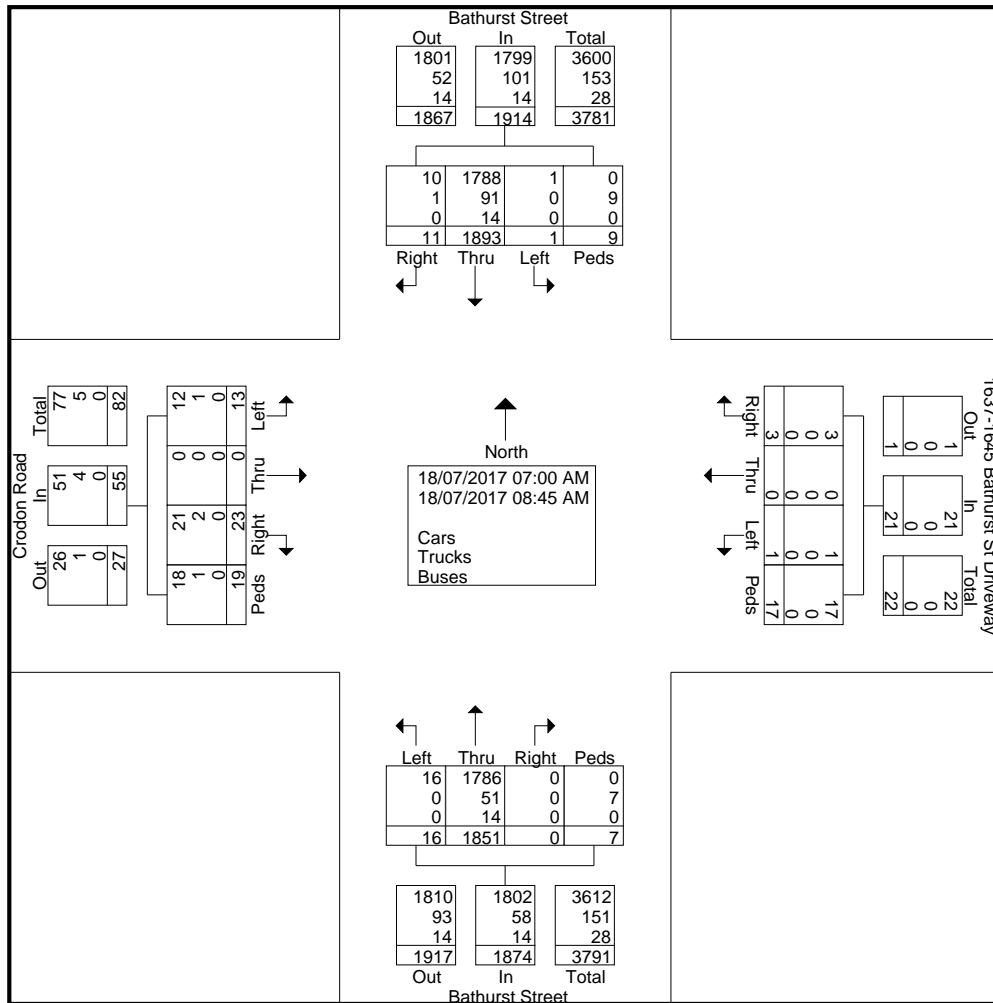 Bathurst Street
Out In Total
1801 1799 3600
52 101 153
14 14 28
1867 1914 3781
10 1788 1 0
1 91 0 9
0 14 0 0
11 1893 1 9
Right Thru Left Peds
Crodon Road
Total In Out
77 51 26
5 4 1
0 0 0
82 55 27
12 0 21 18
1 0 2 1
0 0 0 0
13 0 23 19
Left Thru Right Peds
North
18/07/2017 07:00 AM
18/07/2017 08:45 AM
Cars
Trucks
Buses
Right Thru Left Peds
3 0 1 17
0 0 0 0
0 0 0 0
3 0 1 17
1637-1645 Bathurst St Driveway
Out In Total
1 21 22
0 0 0
0 0 0
1 21 22
Left Thru Right Peds
16 1786 0 0
0 51 0 7
0 14 0 0
16 1851 0 7
1810 1802 3612
93 58 151
14 14 28
1917 1874 3791
Out In Total
Bathurst Street